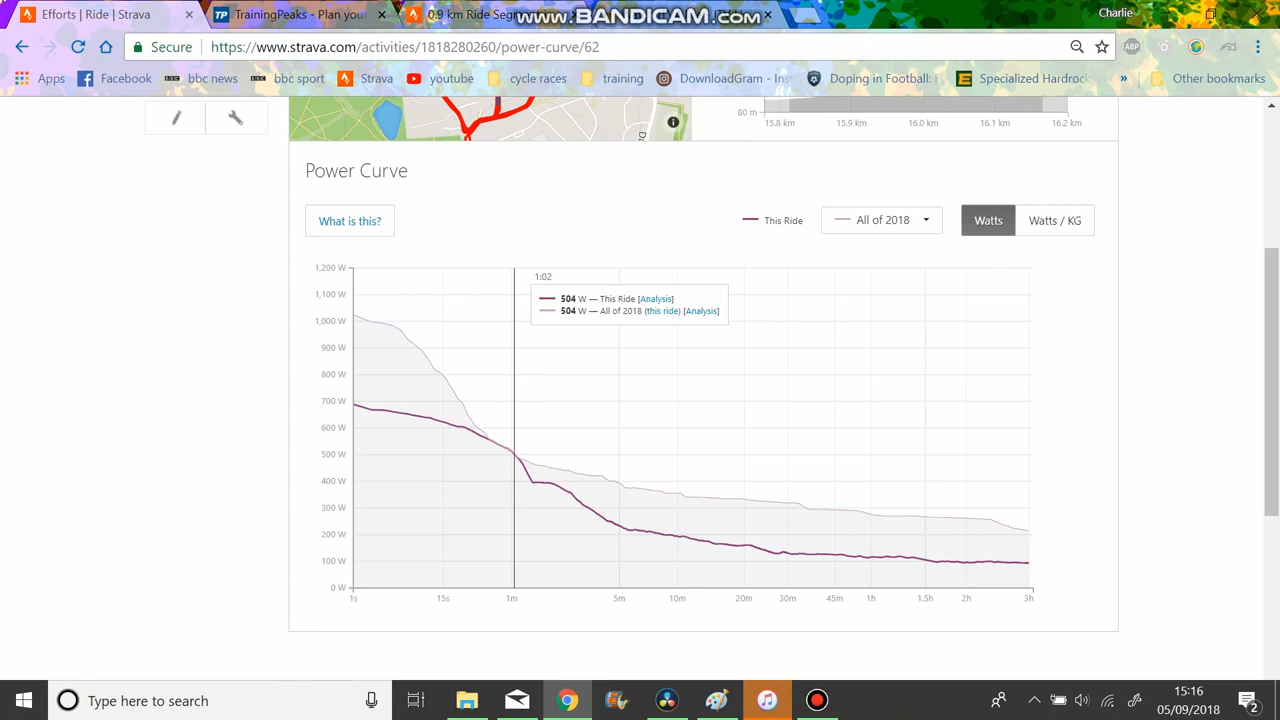 Efforts | Ride | Strava
TrainingPeaks - Plan your
0.9 km Ride Seg
www.BANDICAM.com
Charlie
Secure
https://www.strava.com/activities/1818280260/power-curve/62
ABP
Apps
Facebook
bbc news
bbc sport
Strava
youtube
cycle races
training
DownloadGram - Ins
Doping in Football: F
Specialized Hardrock
»
Other bookmarks
80 m
15.8 km 15.9 km 16.0 km 16.1 km 16.2 km
Power Curve
What is this?
This Ride
All of 2018
Watts
Watts / KG
1:02
504 W — This Ride [Analysis]
504 W — All of 2018 (this ride) [Analysis]
1,200 W
1,100 W
1,000 W
900 W
800 W
700 W
600 W
500 W
400 W
300 W
200 W
100 W
0 W
1s 15s 1m 5m 10m 20m 30m 45m 1h 1.5h 2h 3h
Type here to search
15:16
05/09/2018
2